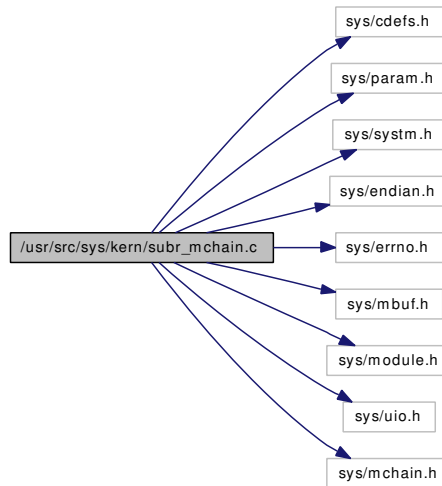 sys/cdefs.h
sys/param.h
sys/systm.h
sys/endian.h
/usr/src/sys/kern/subr_mchain.c
sys/errno.h
sys/mbuf.h
sys/module.h
sys/uio.h
sys/mchain.h